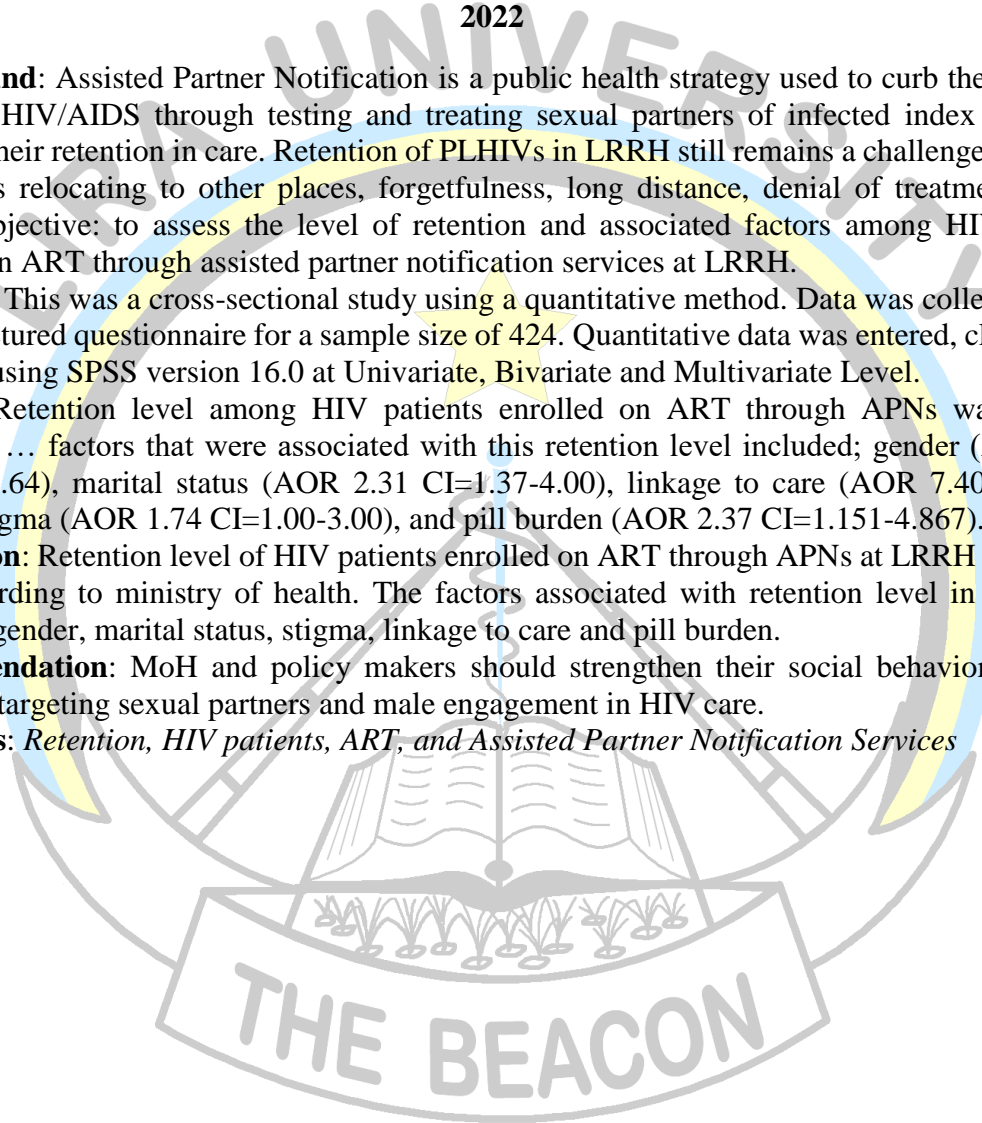 2022
und: Assisted Partner Notification is a public health strategy used to curb the
HIV/AIDS through testing and treating sexual partners of infected index
heir retention in care. Retention of PLHIVs in LRRH still remains a challenge
s relocating to other places, forgetfulness, long distance, denial of treatme
bjective: to assess the level of retention and associated factors among HI
n ART through assisted partner notification services at LRRH.
This was a cross-sectional study using a quantitative method. Data was colle
ctured questionnaire for a sample size of 424. Quantitative data was entered, cl
using SPSS version 16.0 at Univariate, Bivariate and Multivariate Level.
Retention level among HIV patients enrolled on ART through APNs wa
… factors that were associated with this retention level included; gender (
.64), marital status (AOR 2.31 CI=1.37-4.00), linkage to care (AOR 7.40
gma (AOR 1.74 CI=1.00-3.00), and pill burden (AOR 2.37 CI=1.151-4.867).
on: Retention level of HIV patients enrolled on ART through APNs at LRRH
ording to ministry of health. The factors associated with retention level in
gender, marital status, stigma, linkage to care and pill burden.
endation: MoH and policy makers should strengthen their social behavior
targeting sexual partners and male engagement in HIV care.
s: Retention, HIV patients, ART, and Assisted Partner Notification Services
LIRA UNIVERSITY
THE BEACON